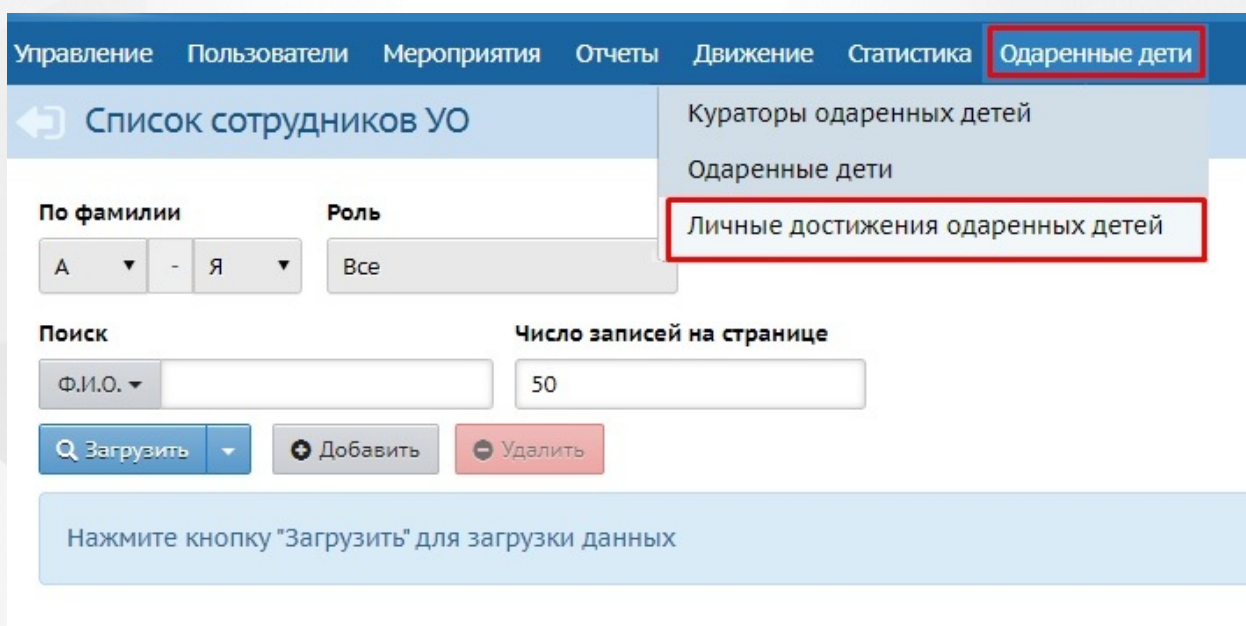 Управление Пользователи Мероприятия Отчеты Движение Статистика Одаренные дети
Список сотрудников УО
Кураторы одаренных детей
Одаренные дети
Личные достижения одаренных детей
По фамилии Роль
А - Я Все
Поиск Число записей на странице
Ф.И.О. 50
Загрузить Добавить Удалить
Нажмите кнопку "Загрузить" для загрузки данных